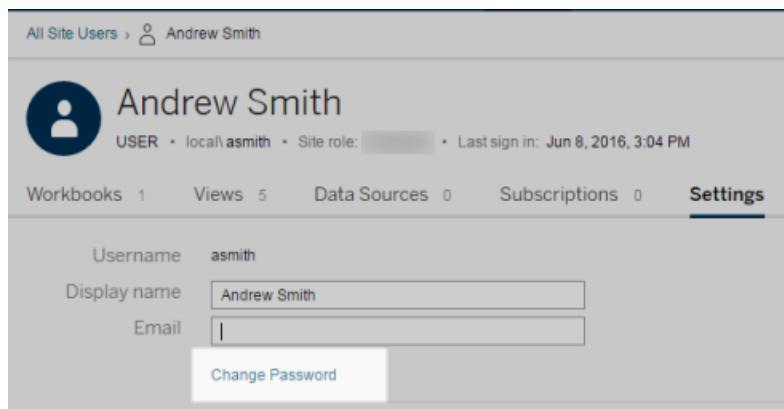 All Site Users › Andrew Smith
Andrew Smith
USER • local\asmith • Site role: • Last sign in: Jun 8, 2016, 3:04 PM
Workbooks 1 Views 5 Data Sources 0 Subscriptions 0 Settings
Username asmith
Display name Andrew Smith
Email
Change Password